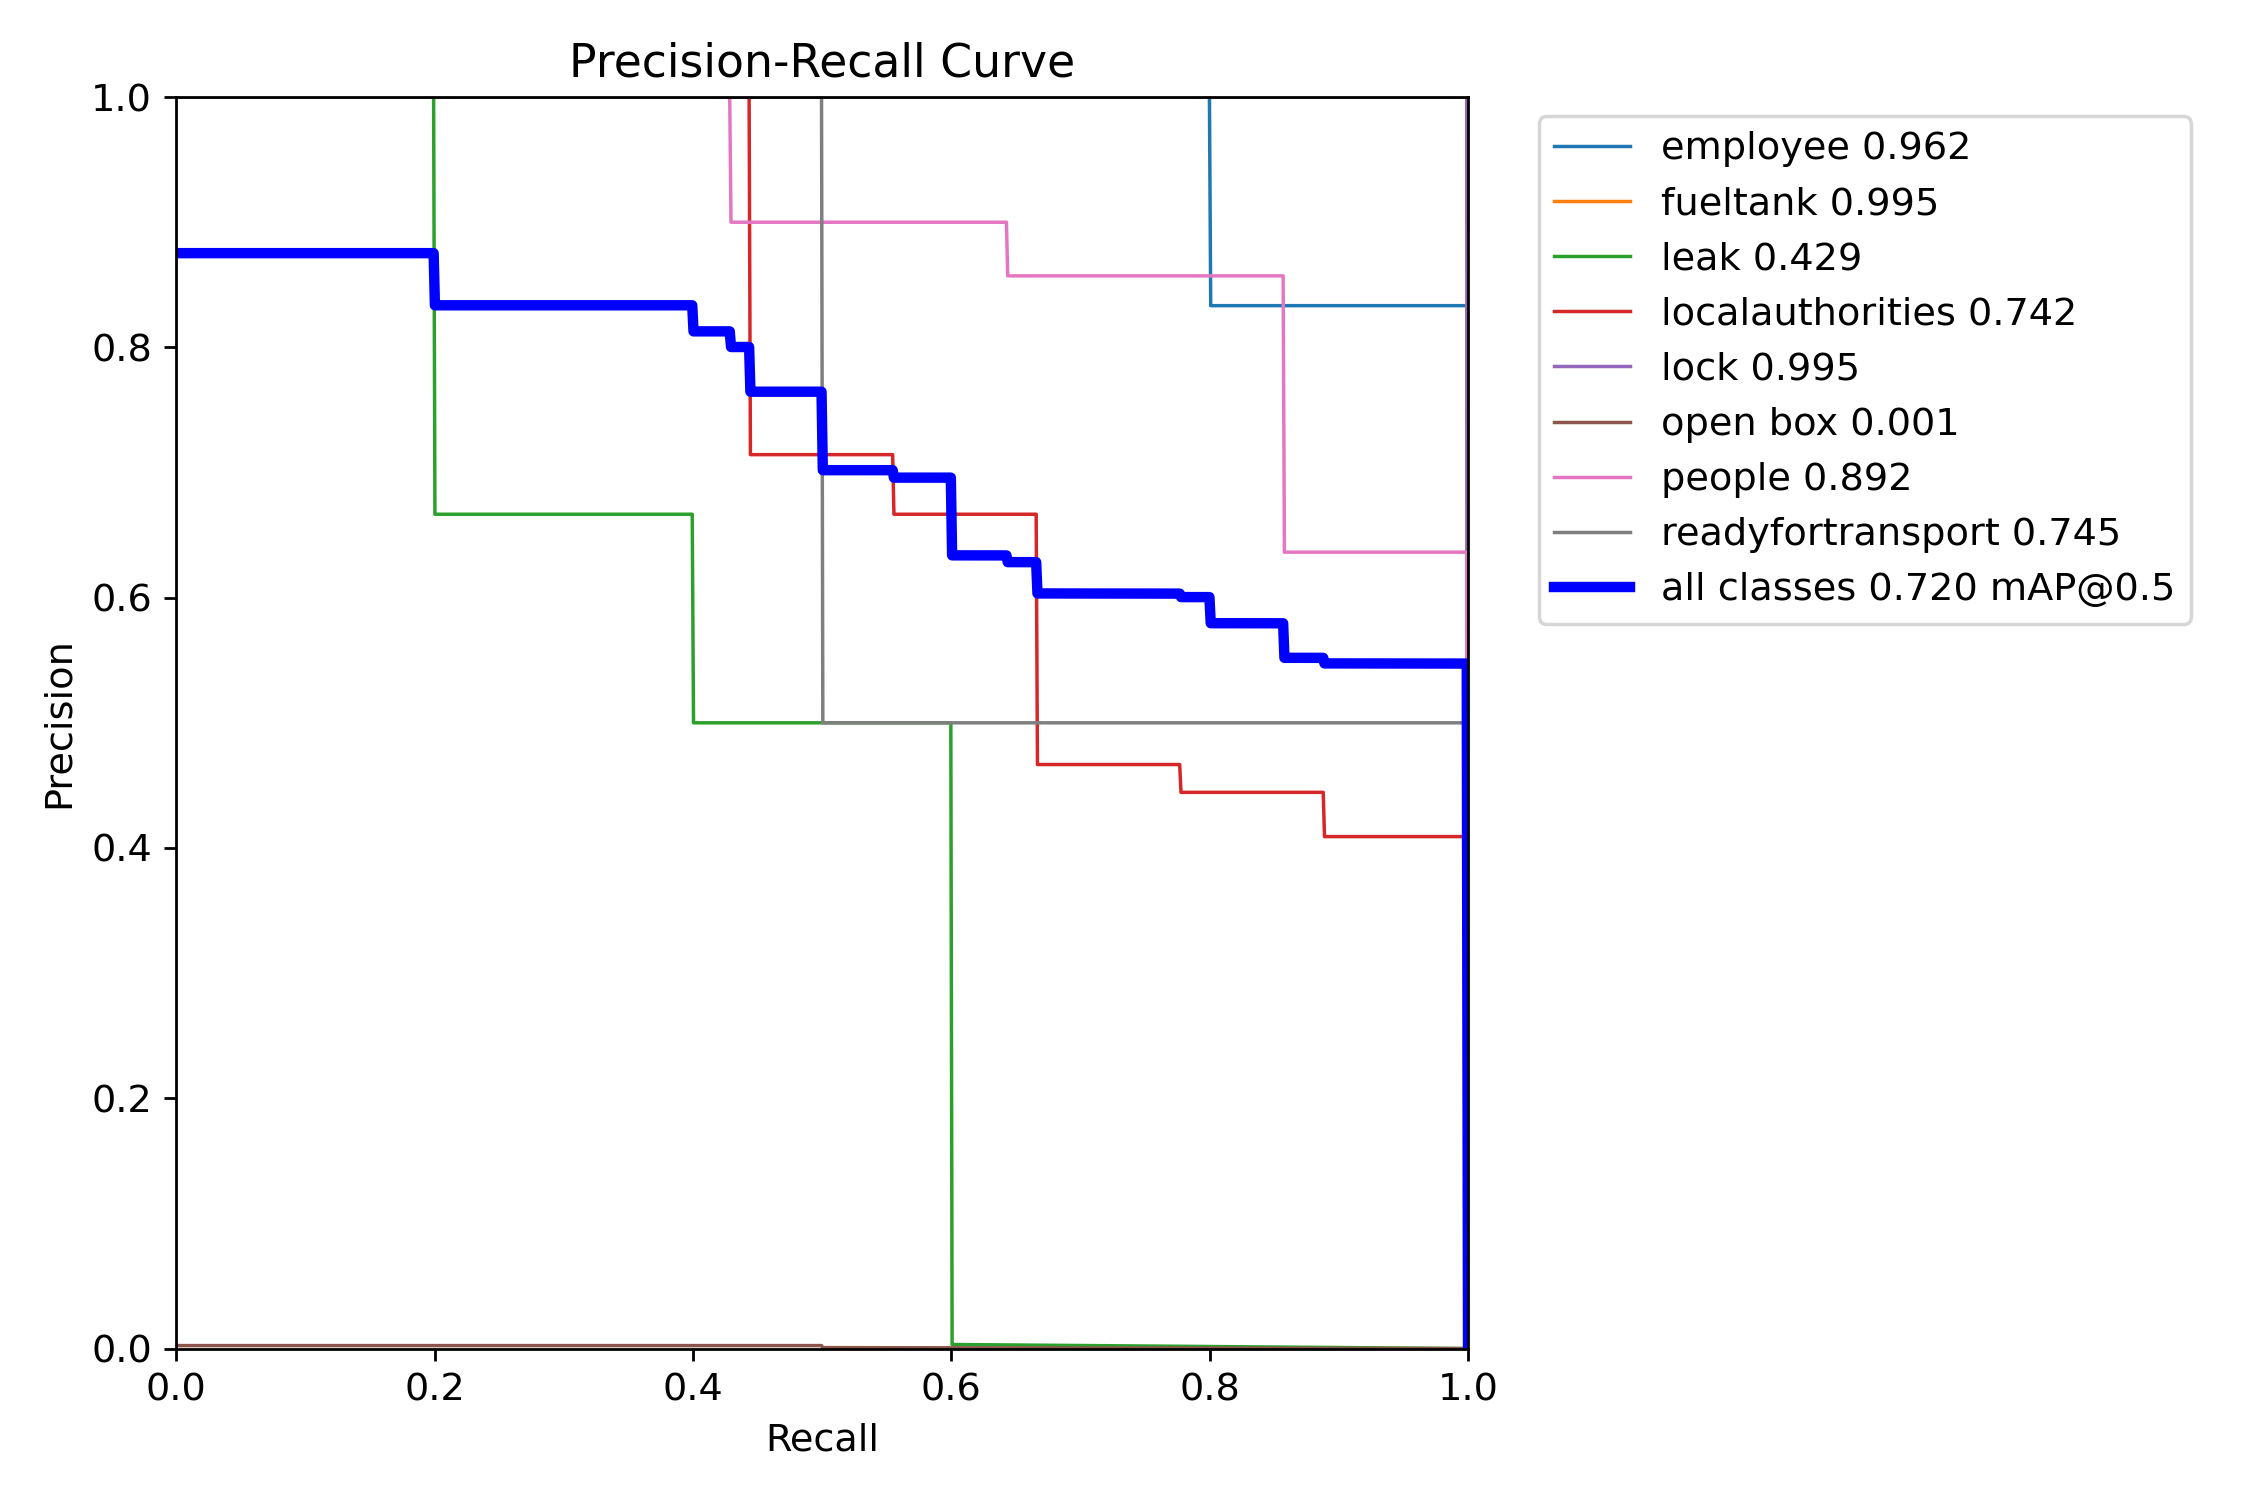 Precision-Recall Curve
1.0
0.8
0.6
0.4
0.2
0.0
Precision
0.0 0.2 0.4 0.6 0.8 1.0
Recall
employee 0.962
fueltank 0.995
leak 0.429
localauthorities 0.742
lock 0.995
open box 0.001
people 0.892
readyfortransport 0.745
all classes 0.720 mAP@0.5